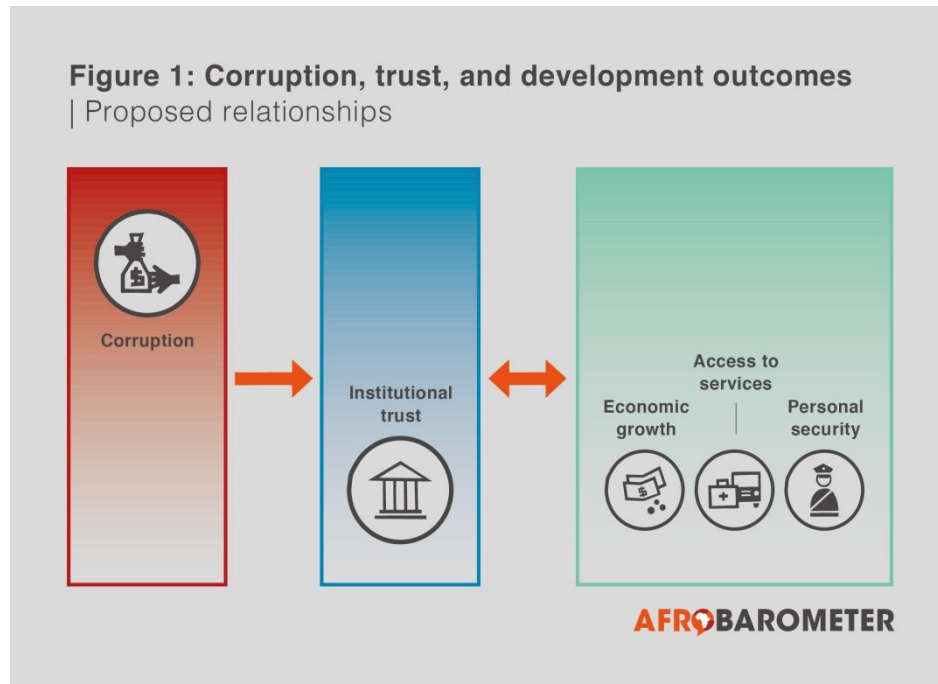 Figure 1: Corruption, trust, and development outcomes
| Proposed relationships
Corruption
Institutional
trust
Access to
services
Economic
growth
Personal
security
AFROBAROMETER